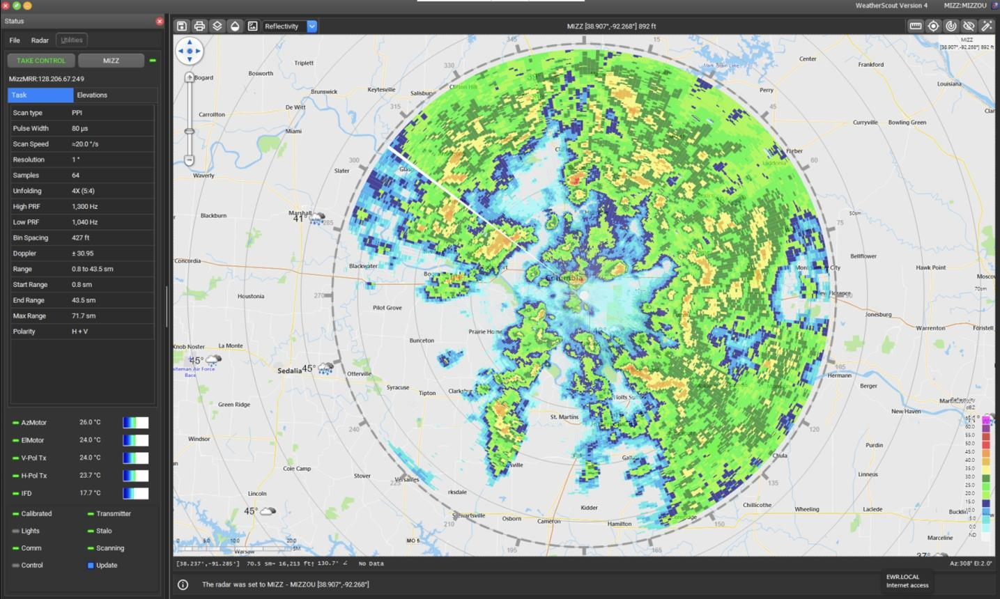 WeatherScout Version 4 MIZZ:MIZZOU
Status
File Radar Utilities
TAKE CONTROL MIZZ
MizzMRR:128.206.67.249
Task Elevations
Scan type PPI
Pulse Width 80 µs
Scan Speed ≈20.0 °/s
Resolution 1 °
Samples 64
Unfolding 4X (5:4)
High PRF 1,300 Hz
Low PRF 1,040 Hz
Bin Spacing 427 ft
Doppler ± 30.95
Range 0.8 to 43.5 sm
Start Range 0.8 sm
End Range 43.5 sm
Max Range 71.7 sm
Polarity H + V
AzMotor 26.0 °C
ElMotor 24.0 °C
V-Pol Tx 24.0 °C
H-Pol Tx 23.7 °C
IFD 17.7 °C
Calibrated Transmitter
Lights Stalo
Comm Scanning
Control Update
Reflectivity
MIZZ [38.907°,-92.268°] 892 ft
MIZZ
[38.907°,-92.268°] 892 ft
345 15
Center
Frankford
Triplett
Bosworth
Bogard
330
Louisiana
Clifton Hill
Perry
Keytesville
Salisbury
Brunswick
De Witt
315
45
Carrollton
Curryville
Bowling Green
Miami
Farber
Laddonia
300
60
Slater
Waverly
Marshall
41°
285
Blackburn
50sm
75
Bellflower
Concordia
Blackwater
Montgomery City
Hawk Point
Columbia
70sm
Houstonia
270
New Florence
Pilot Grove
Jonesburg
Warrenton
Foristell
Prairie Home
Bunceton
Knob Noster
La Monte
45°
Whiteman Air Force
Base
Sedalia
45°
Otterville
105
Hermann
Syracuse
Tipton
Clarksburg
Berger
Holts Su
Green Ridge
New Haven
St. Martins
240
120
Windsor
Purdin
Chula
Cole Camp
Stover
Versailles
225
135
Linneus
Lincoln
rksdale
Chillicothe
Wheeling
Laclede
Bucklin
45°
Stewartsville
Kidder
210
Osborn
Cameron
Hamilton
150
Marceline
MO 5
Warsaw
195
165
37°
0 5.0 10.0 20.0
SM
Reflectivity
dBZ
60.0
55.0
50.0
45.0
40.0
35.0
30.0
25.0
20.0
15.0
10.0
5.0
0.0
ND
[38.237°,-91.285°] 70.5 sm→ 16,213 ft↑ 130.7° ∠ No Data
Az:308° El:2.0°
The radar was set to MIZZ - MIZZOU [38.907°,-92.268°]
EWR.LOCAL
Internet access